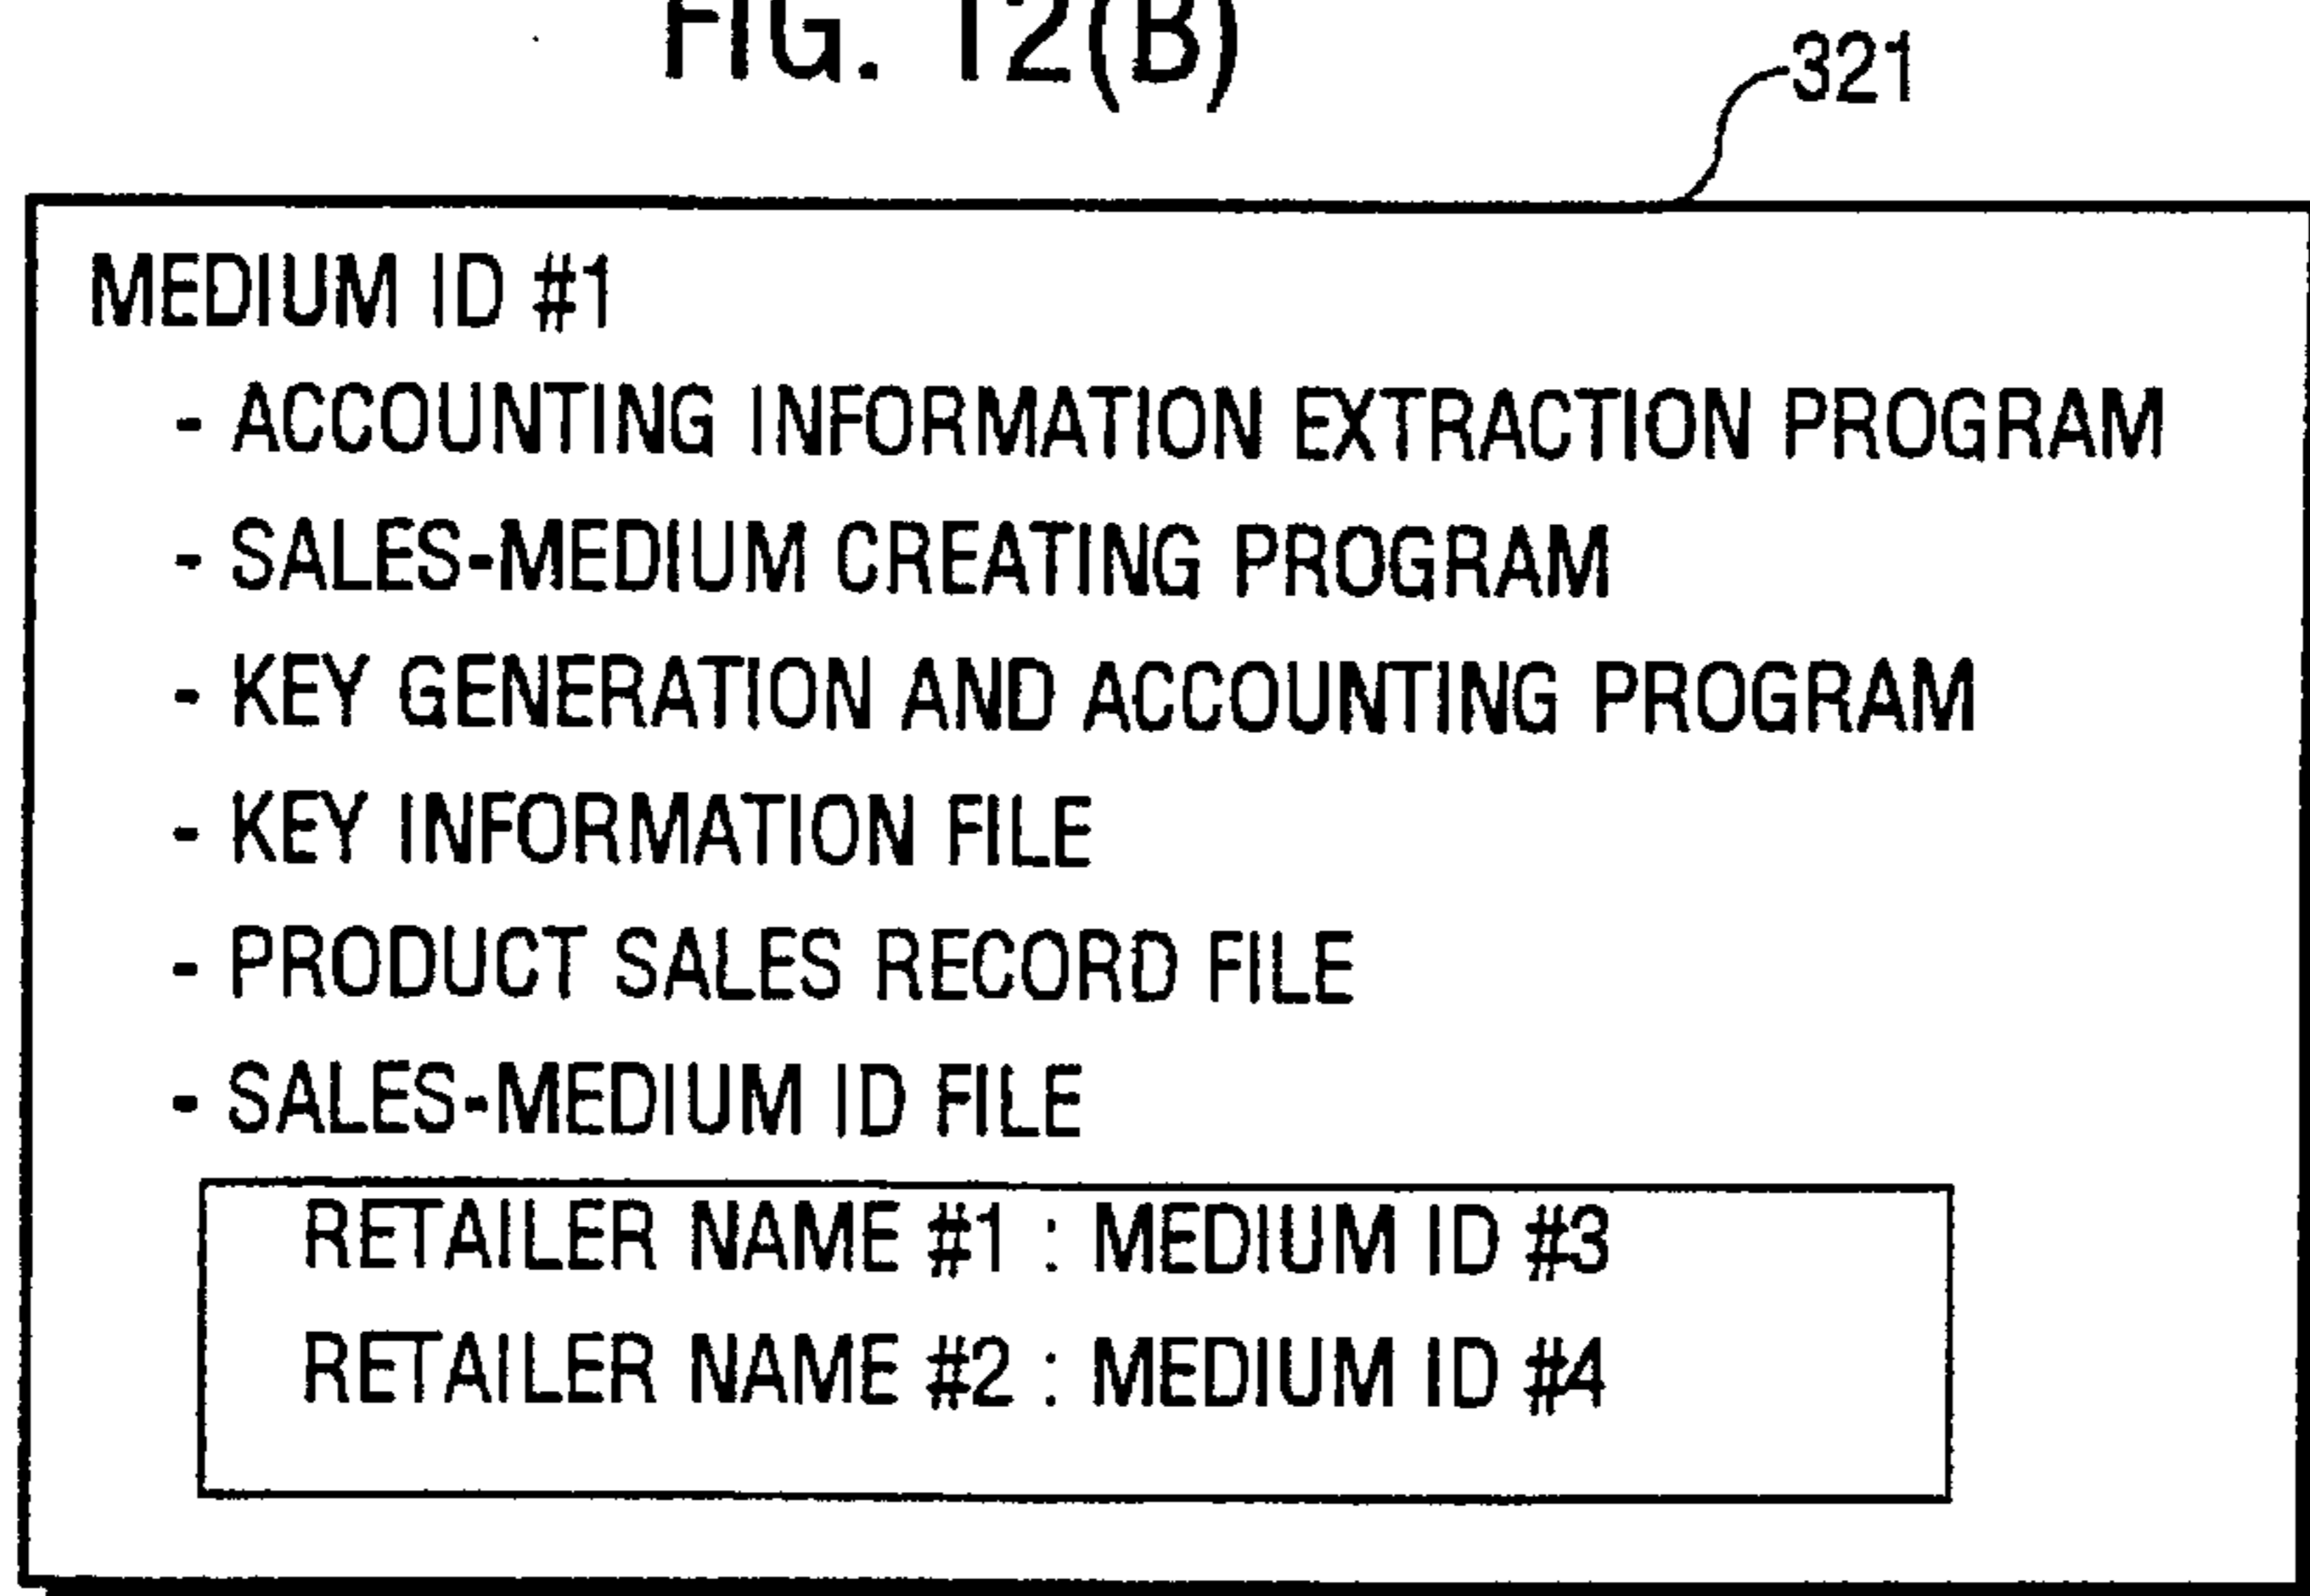 FIG. 12(B)
321
MEDIUM ID #1
- ACCOUNTING INFORMATION EXTRACTION PROGRAM
- SALES-MEDIUM CREATING PROGRAM
- KEY GENERATION AND ACCOUNTING PROGRAM
- KEY INFORMATION FILE
- PRODUCT SALES RECORD FILE
- SALES-MEDIUM ID FILE
RETAILER NAME #1 : MEDIUM ID #3
RETAILER NAME #2 : MEDIUM ID #4